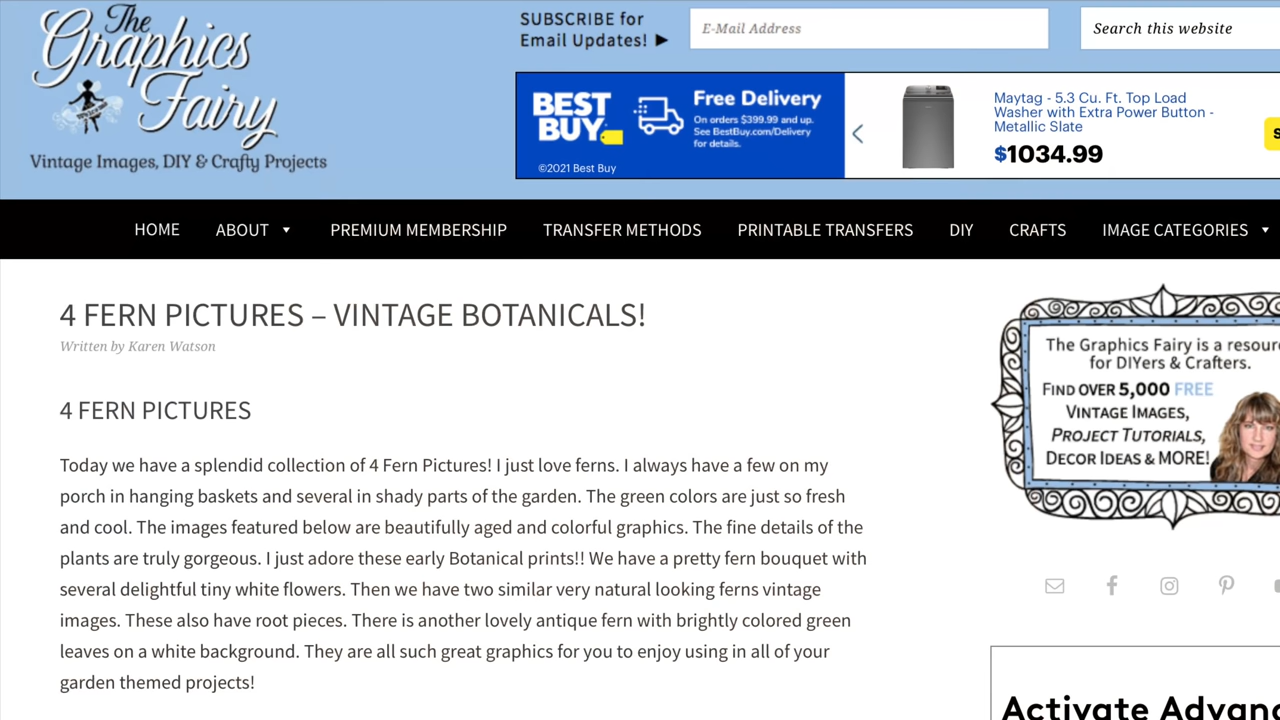 The
Graphics
Fairy
Vintage Images, DIY & Crafty Projects
SUBSCRIBE for
Email Updates! ►
E-Mail Address
Search this website
BEST
BUY
©2021 Best Buy
Free Delivery
On orders $399.99 and up.
See BestBuy.com/Delivery
for details.
Maytag - 5.3 Cu. Ft. Top Load
Washer with Extra Power Button -
Metallic Slate
$1034.99
HOME ABOUT PREMIUM MEMBERSHIP TRANSFER METHODS PRINTABLE TRANSFERS DIY CRAFTS IMAGE CATEGORIES
4 FERN PICTURES – VINTAGE BOTANICALS!
Written by Karen Watson
4 FERN PICTURES
Today we have a splendid collection of 4 Fern Pictures! I just love ferns. I always have a few on my
porch in hanging baskets and several in shady parts of the garden. The green colors are just so fresh
and cool. The images featured below are beautifully aged and colorful graphics. The fine details of the
plants are truly gorgeous. I just adore these early Botanical prints!! We have a pretty fern bouquet with
several delightful tiny white flowers. Then we have two similar very natural looking ferns vintage
images. These also have root pieces. There is another lovely antique fern with brightly colored green
leaves on a white background. They are all such great graphics for you to enjoy using in all of your
garden themed projects!
The Graphics Fairy is a
for DIYers & Crafters.
FIND OVER 5,000 FREE
VINTAGE IMAGES,
PROJECT TUTORIALS,
DECOR IDEAS & MORE!
Activate